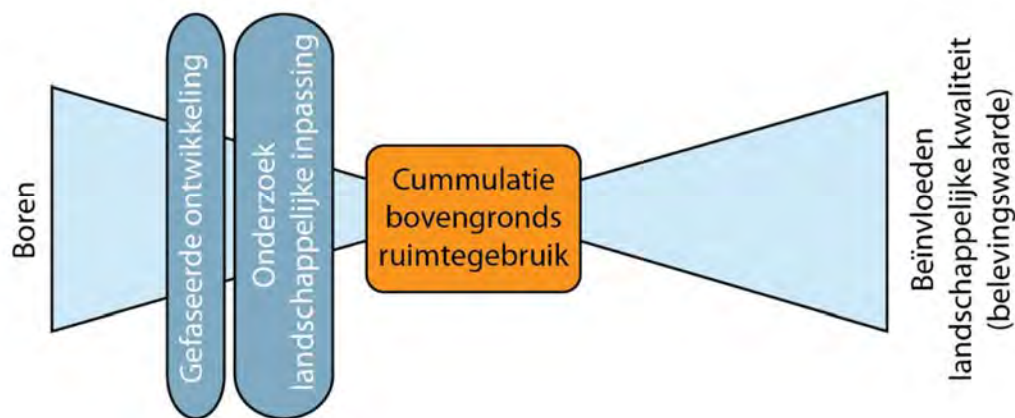 Boren
Gefaseerde ontwikkeling
Onderzoek
landschappelijke inpassing
Cummulatie
bovengronds
ruimtegebruik
Beïnvloeden
landschappelijke kwaliteit
(belevingswaarde)